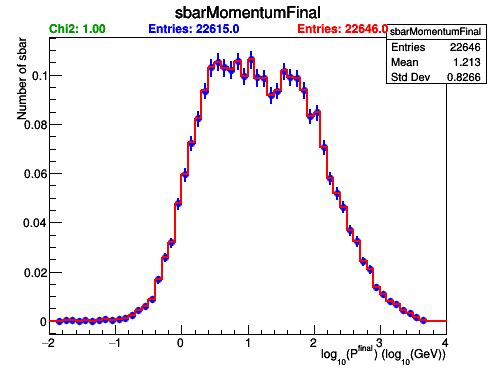 sbarMomentumFinal
Chi2: 1.00 Entries: 22615.0 Entries: 22646.0
sbarMomentumFinal
Entries 22646
Mean 1.213
Std Dev 0.8266
Number of sbar
0.1
0.08
0.06
0.04
0.02
0
−2 −1 0 1 2 3 4
log10(Pfinal) (log10(GeV))